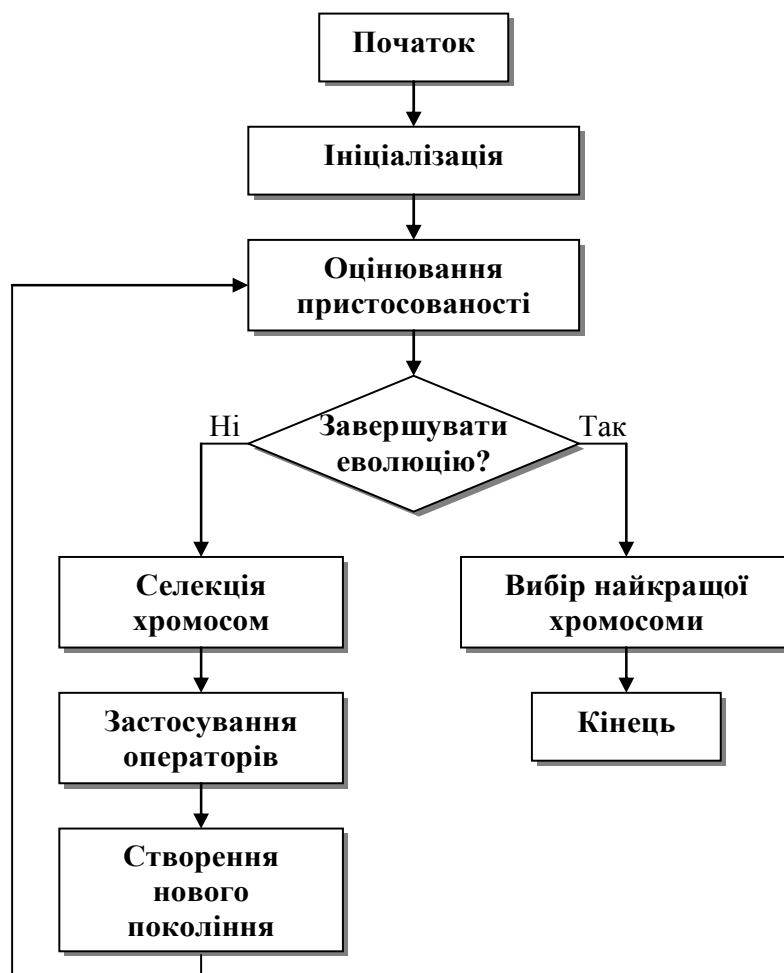 Початок
Ініціалізація
Оцінювання
пристосованості
Завершувати
еволюцію?
Ні
Так
Селекція
хромосом
Застосування
операторів
Створення
нового
покоління
Вибір найкращої
хромосоми
Кінець